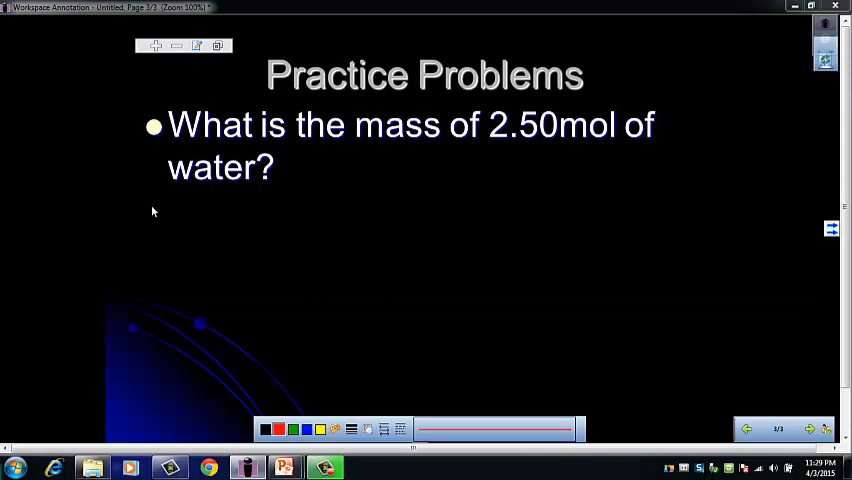 Workspace Annotation - Untitled, Page 3/3 (Zoom 100%) *
Practice Problems
What is the mass of 2.50mol of
water?
3/3
11:29 PM
4/3/2015